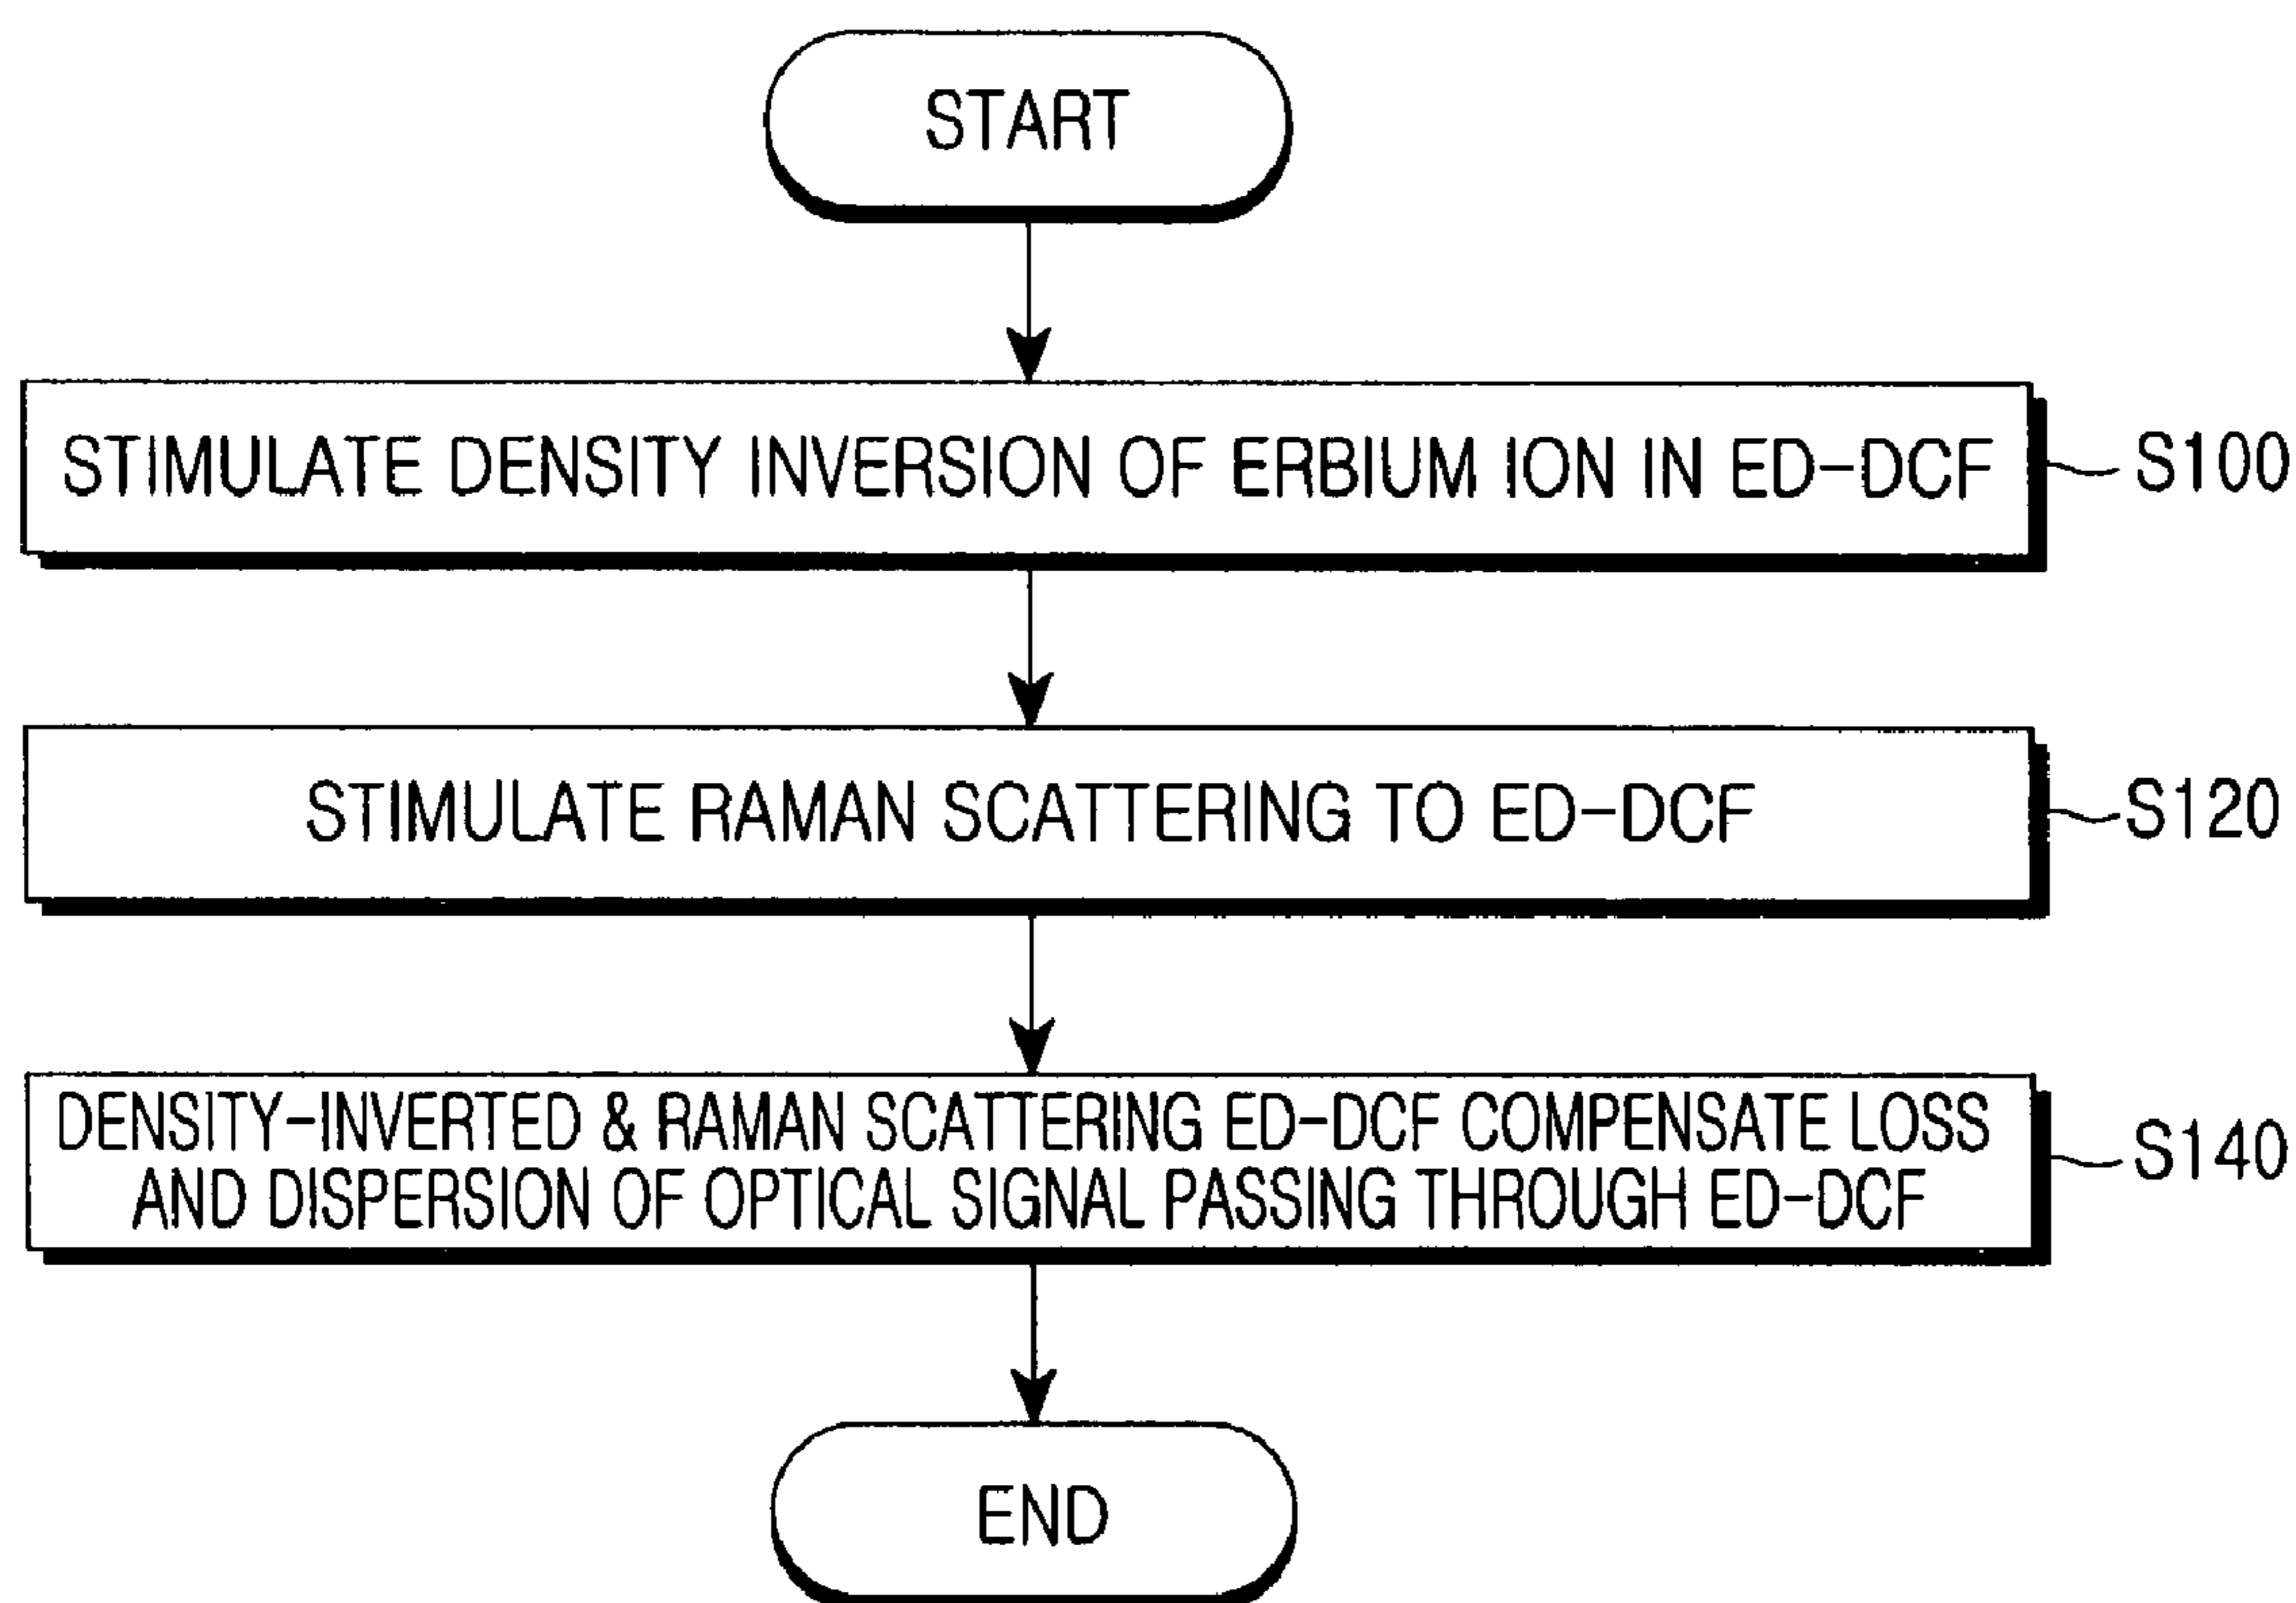 START
STIMULATE DENSITY INVERSION OF ERBIUM ION IN ED-DCF
S100
STIMULATE RAMAN SCATTERING TO ED-DCF
S120
DENSITY-INVERTED & RAMAN SCATTERING ED-DCF COMPENSATE LOSS
AND DISPERSION OF OPTICAL SIGNAL PASSING THROUGH ED-DCF
S140
END